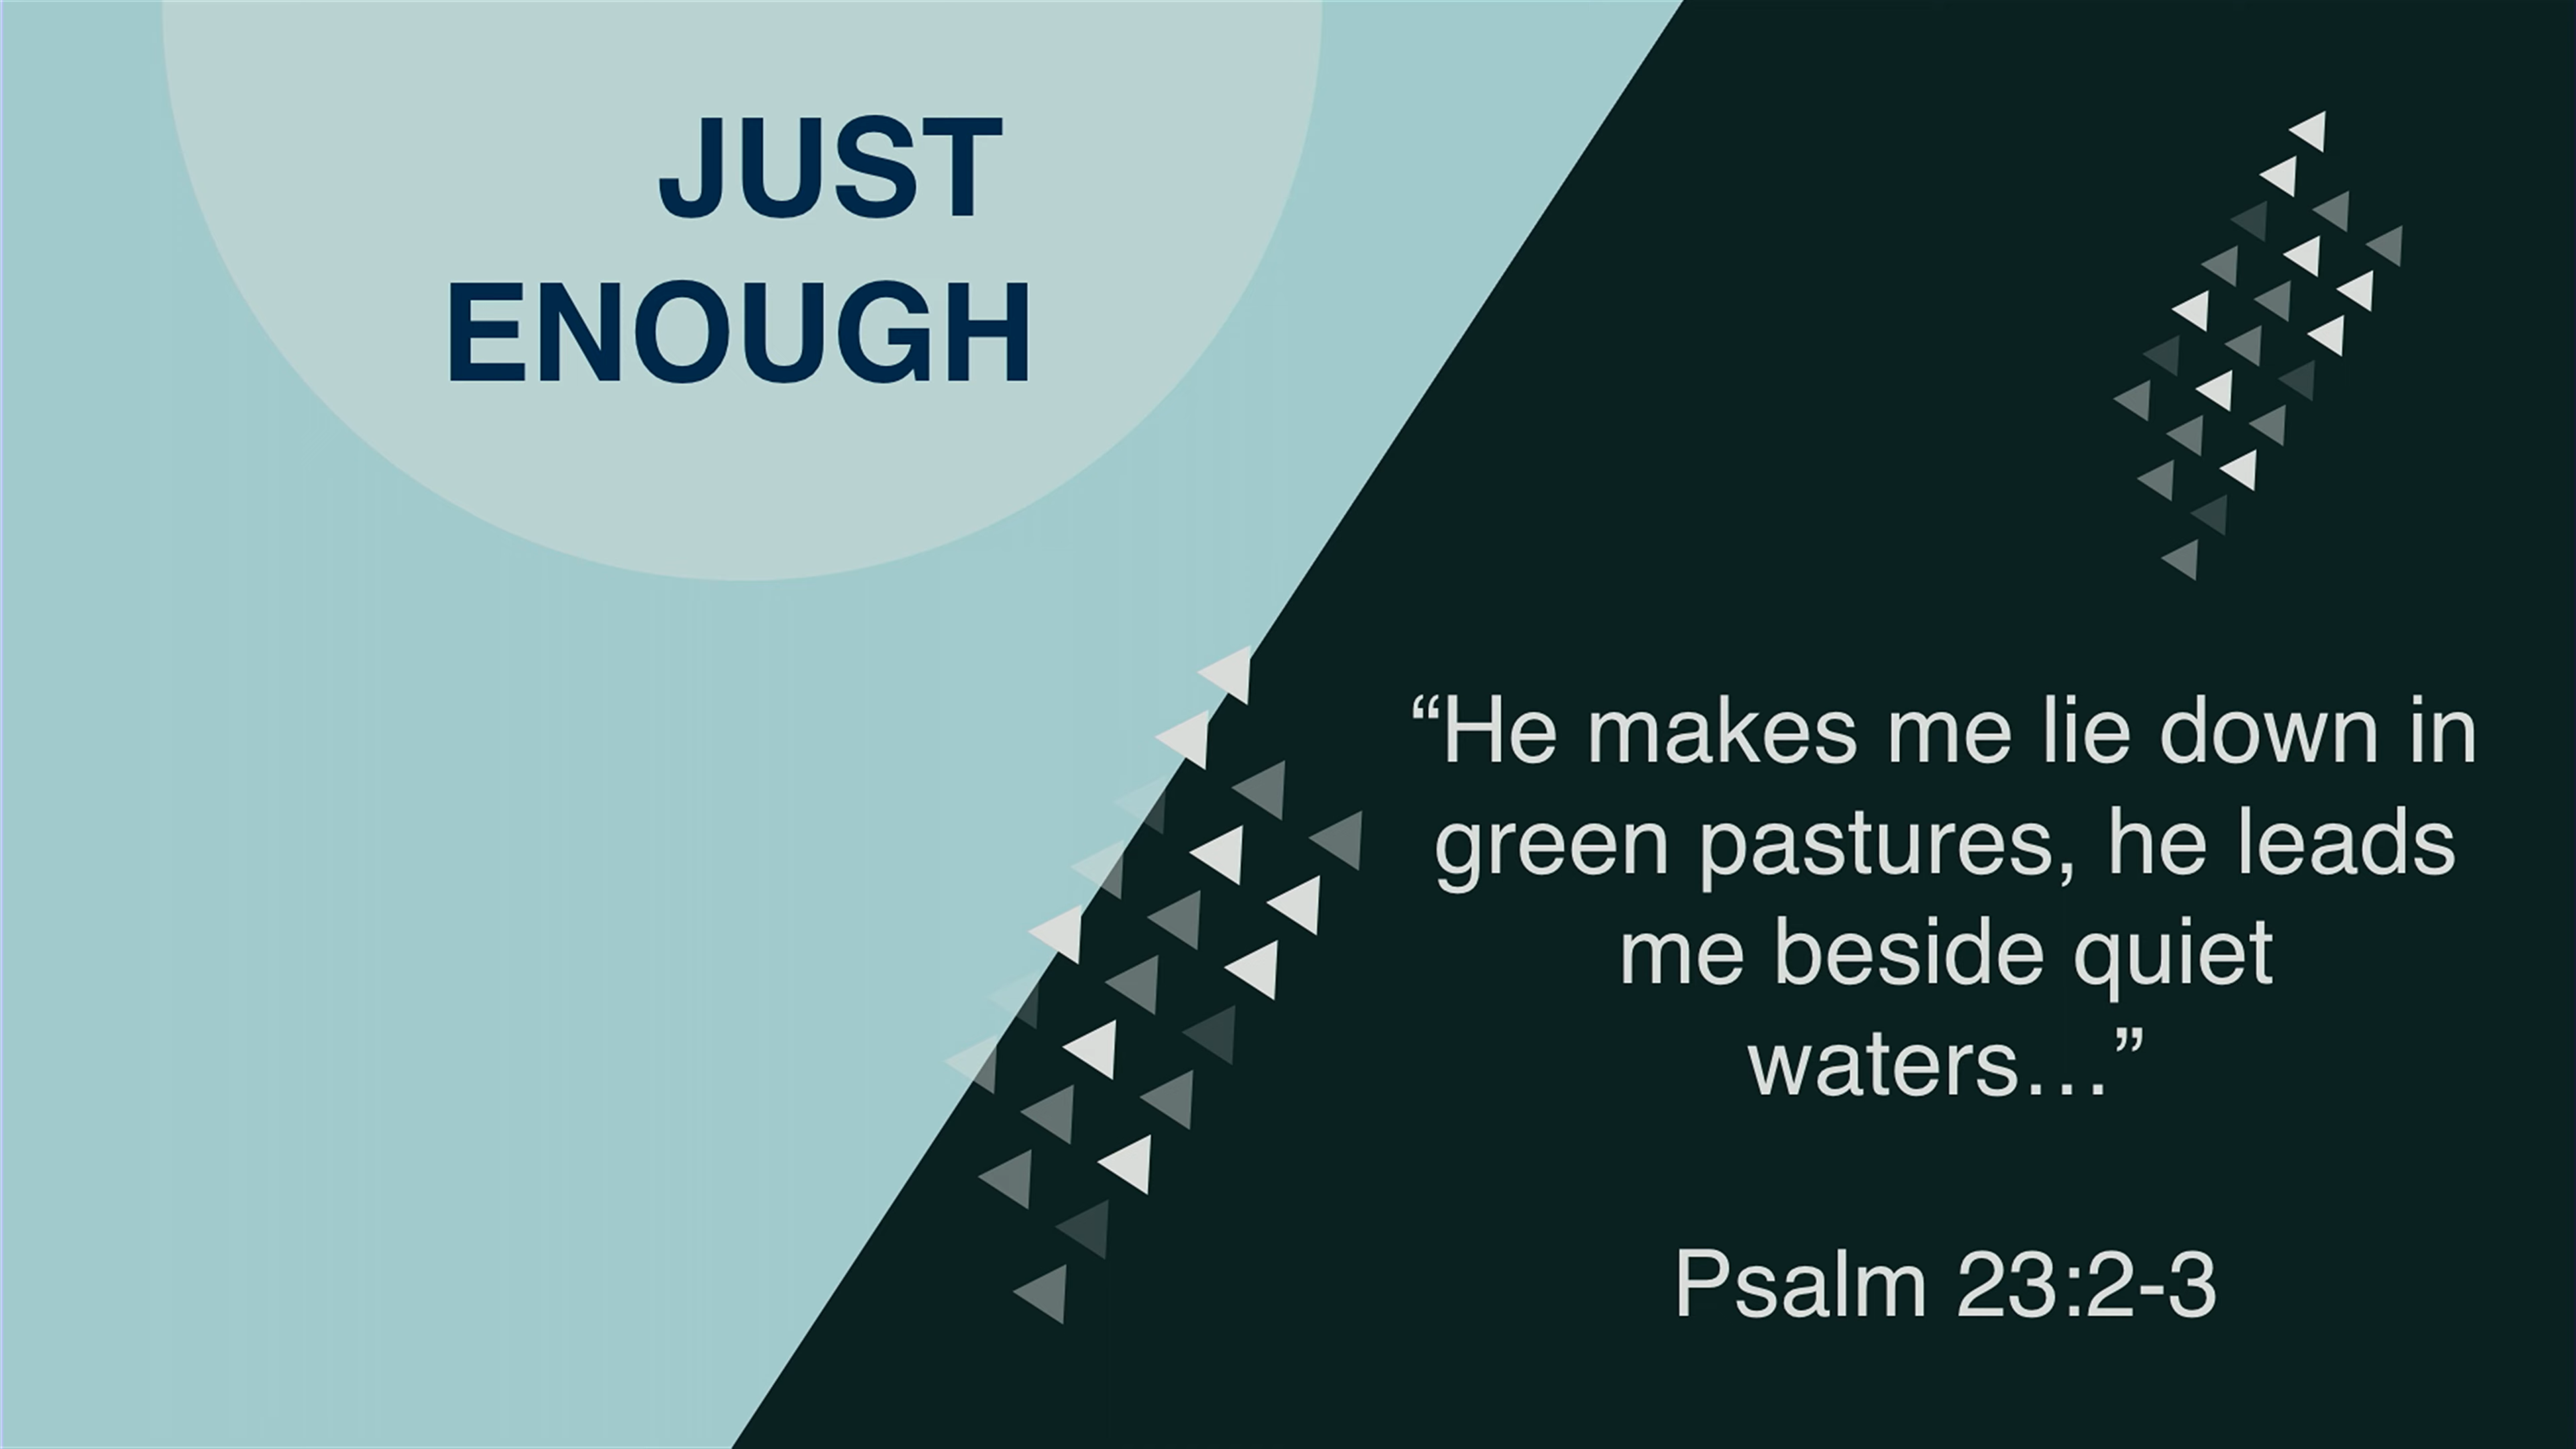 JUST
ENOUGH
“He makes me lie down in
green pastures, he leads
me beside quiet
waters…”
Psalm 23:2-3